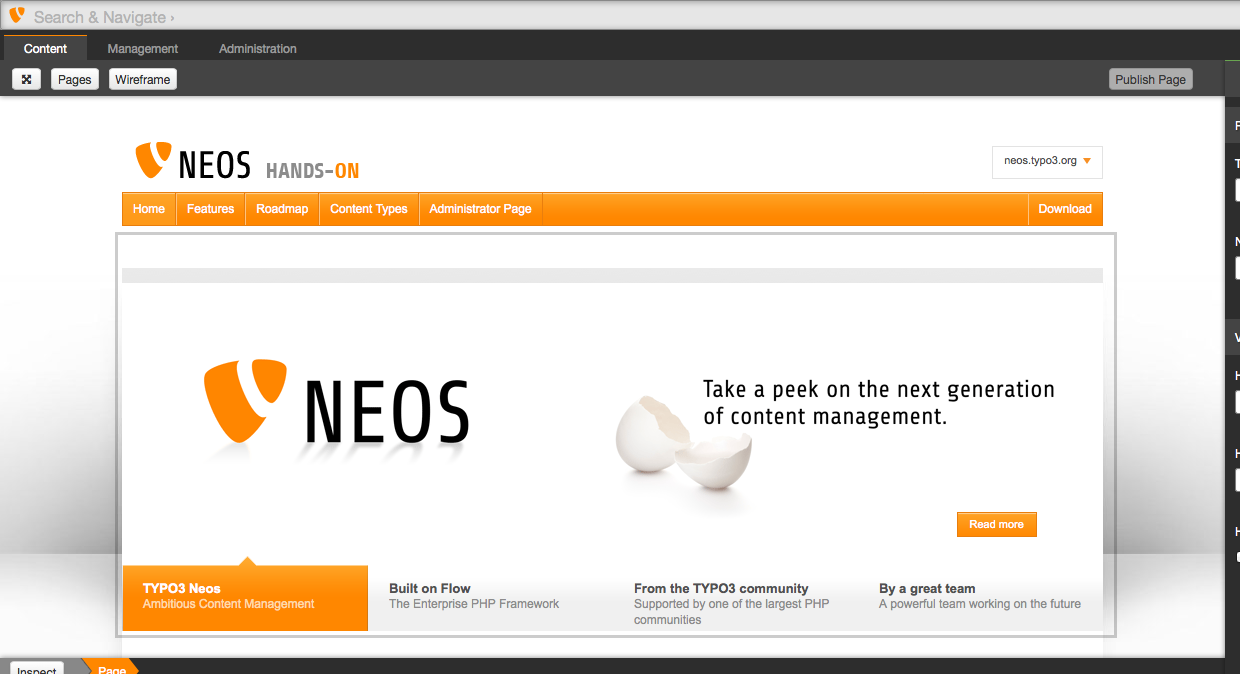 Search & Navigate ›
Content Management Administration
Pages Wireframe Publish Page
NEOS HANDS-ON
neos.typo3.org
Home Features Roadmap Content Types Administrator Page Download
NEOS
Take a peek on the next generation
of content management.
Read more
TYPO3 Neos
Ambitious Content Management
Built on Flow
The Enterprise PHP Framework
From the TYPO3 community
Supported by one of the largest PHP
communities
By a great team
A powerful team working on the future
Inspect Page